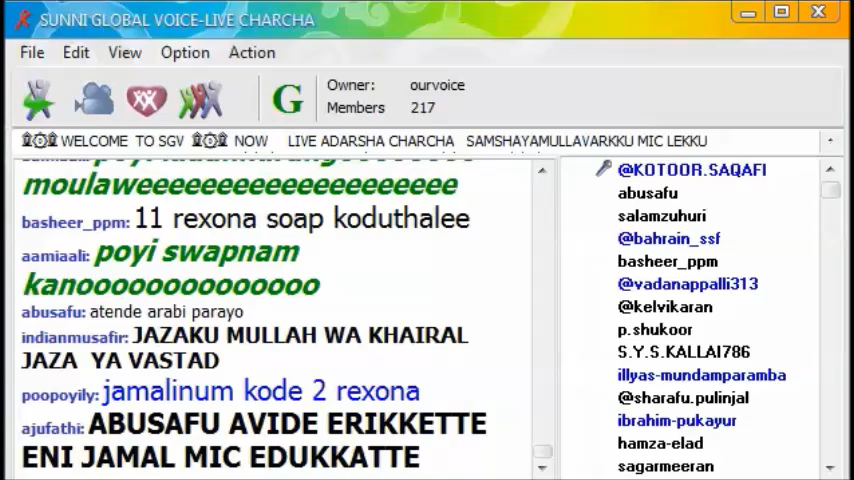 SUNNI GLOBAL VOICE-LIVE CHARCHA
File Edit View Option Action
G
Owner: ourvoice
Members 217
WELCOME TO SGV NOW LIVE ADARSHA CHARCHA SAMSHAYAMULLAVARKKU MIC LEKKU
moulaweeeeeeeeeeeeeeeeeeee
basheer_ppm: 11 rexona soap koduthalee
aamiaali: poyi swapnam
kanoooooooooooooo
abusafu: atende arabi parayo
indianmusafir: JAZAKU MULLAH WA KHAIRAL
JAZA YA VASTAD
poopoyily: jamalinum kode 2 rexona
ajufathi: ABUSAFU AVIDE ERIKKETTE
ENI JAMAL MIC EDUKKATTE
@KOTOOR.SAQAFI
abusafu
salamzuhuri
@bahrain_ssf
basheer_ppm
@vadanappalli313
@kelvikaran
p.shukoor
S.Y.S.KALLAI786
illyas-mundamparamba
@sharafu.pulinjal
ibrahim-pukayur
hamza-elad
sagarmeeran